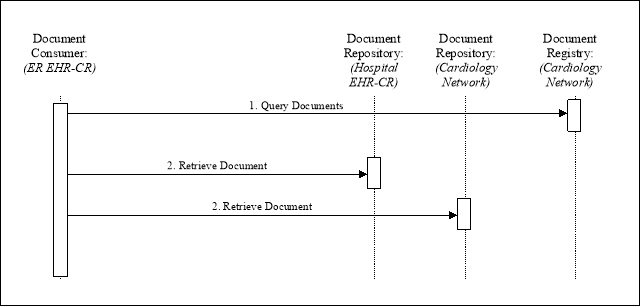 Document
Consumer:
(ER EHR-CR)
Document
Repository:
(Hospital
EHR-CR)
Document
Repository:
(Cardiology
Network)
Document
Registry:
(Cardiology
Network)
1. Query Documents
2. Retrieve Document
2. Retrieve Document